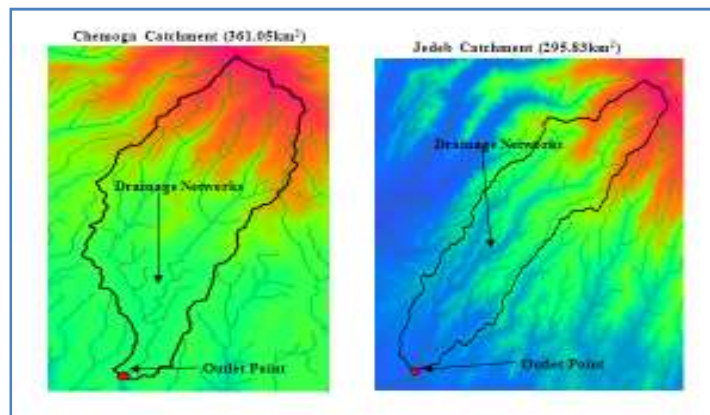 Chemoga Catchment (361.05km²)
Drainage Networks
Outlet Point
Jedeb Catchment (295.83km²)
Drainage Networks
Outlet Point